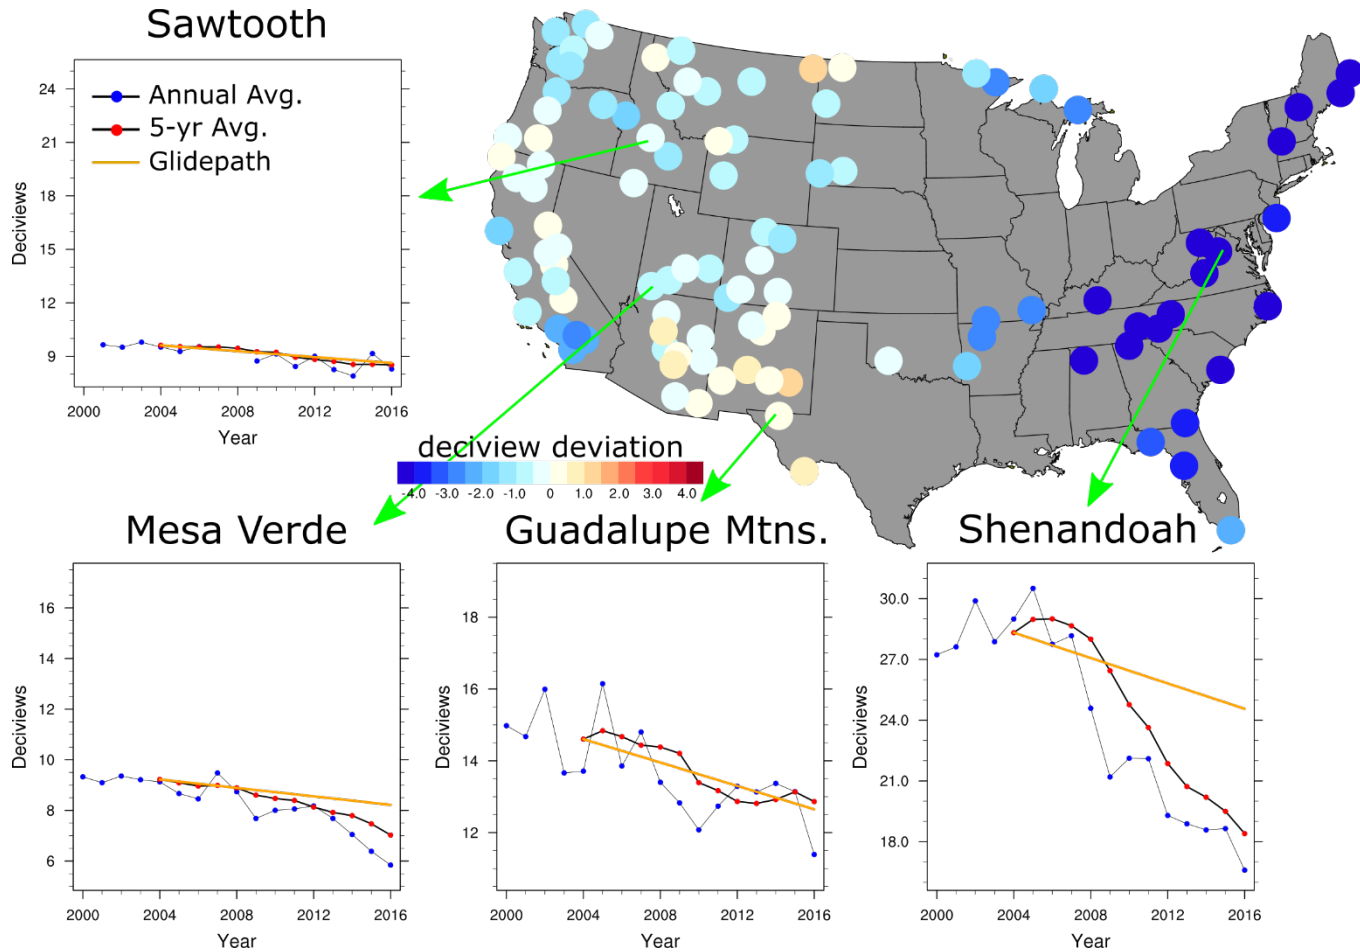 Sawtooth
Annual Avg.
5-yr Avg.
Glidepath
24
21
18
15
12
9
Deciviews
2000 2004 2008 2012 2016
Year
deciview deviation
-4.0 -3.0 -2.0 -1.0 0 1.0 2.0 3.0 4.0
Mesa Verde
16
14
12
10
8
6
Deciviews
2000 2004 2008 2012 2016
Year
Guadalupe Mtns.
18
16
14
12
Deciviews
2000 2004 2008 2012 2016
Year
Shenandoah
30.0
27.0
24.0
21.0
18.0
Deciviews
2000 2004 2008 2012 2016
Year